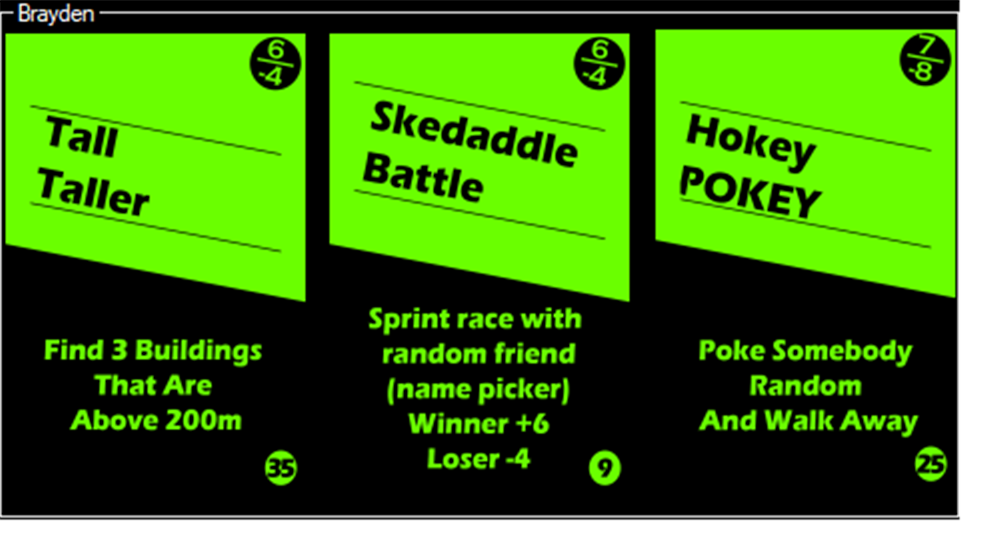 Brayden
6
-4
Tall
Taller
Find 3 Buildings
That Are
Above 200m
35
6
-4
Skedaddle
Battle
Sprint race with
random friend
(name picker)
Winner +6
Loser -4
9
7
-8
Hokey
POKEY
Poke Somebody
Random
And Walk Away
25